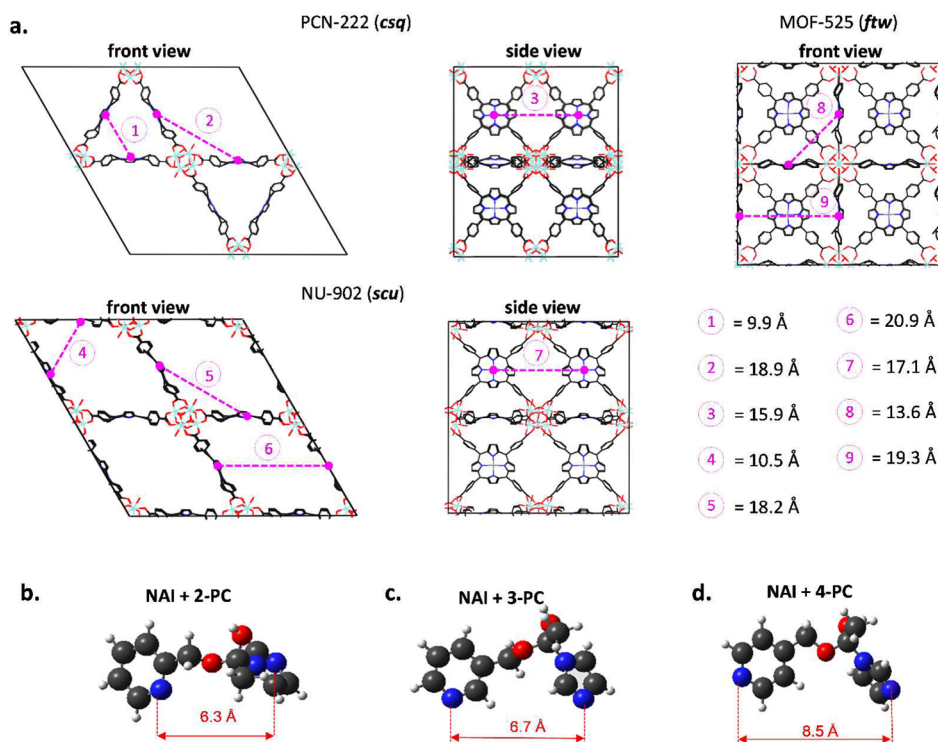 a.
PCN-222 (csq)
MOF-525 (ftw)
front view
side view
front view
1
2
3
8
9
NU-902 (scu)
front view
side view
4
5
6
7
1 = 9.9 Å
6 = 20.9 Å
2 = 18.9 Å
7 = 17.1 Å
3 = 15.9 Å
8 = 13.6 Å
4 = 10.5 Å
9 = 19.3 Å
5 = 18.2 Å
b.
c.
d.
NAI + 2-PC
NAI + 3-PC
NAI + 4-PC
6.3 Å
6.7 Å
8.5 Å